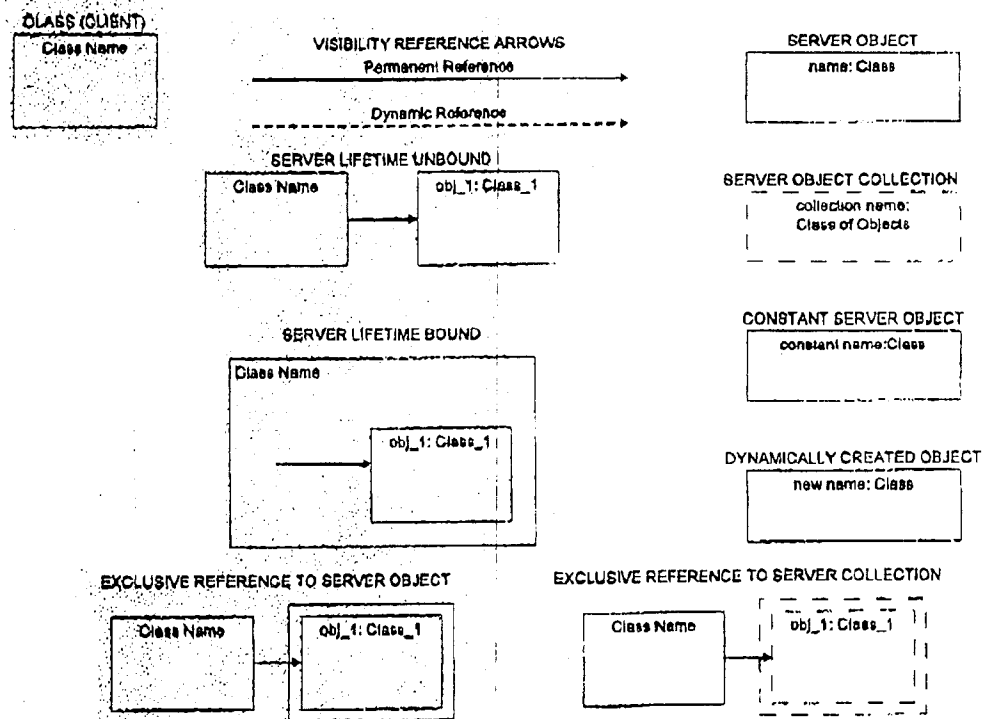 CLASS (CLIENT)
Class Name
VISIBILITY REFERENCE ARROWS
Permanent Reference
Dynamic Reference
SERVER OBJECT
name: Class
SERVER LIFETIME UNBOUND
Class Name
obj_1: Class_1
SERVER OBJECT COLLECTION
collection name:
Class of Objects
SERVER LIFETIME BOUND
Class Name
obj_1: Class_1
CONSTANT SERVER OBJECT
constant name:Class
DYNAMICALLY CREATED OBJECT
new name: Class
EXCLUSIVE REFERENCE TO SERVER OBJECT
Class Name
obj_1: Class_1
EXCLUSIVE REFERENCE TO SERVER COLLECTION
Class Name
obj_1: Class_1